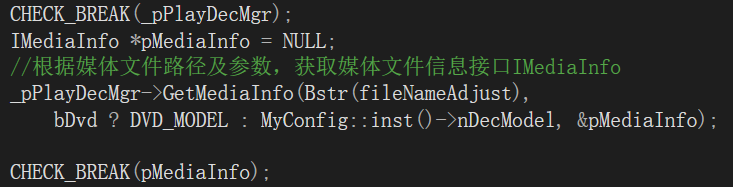 CHECK_BREAK(_pPlayDecMgr);
IMediaInfo *pMediaInfo = NULL;
//根据媒体文件路径及参数，获取媒体文件信息接口IMediaInfo
_pPlayDecMgr->GetMediaInfo(Bstr(fileNameAdjust),
    bDvd ? DVD_MODEL : MyConfig::inst()->nDecModel, &pMediaInfo);
CHECK_BREAK(pMediaInfo);